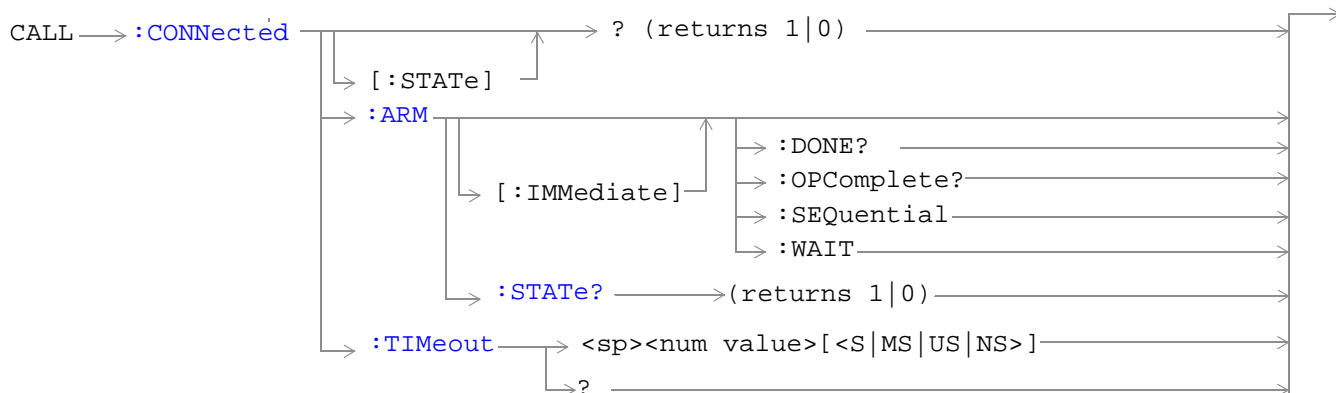 CALL :CONNected ? (returns 1|0)
[:STATe]
:ARM
:DONE?
[:IMMediate] :OPComplete?
:SEQuential
:WAIT
:STATe? (returns 1|0)
:TIMeout <sp><num value>[<S|MS|US|NS>]
?